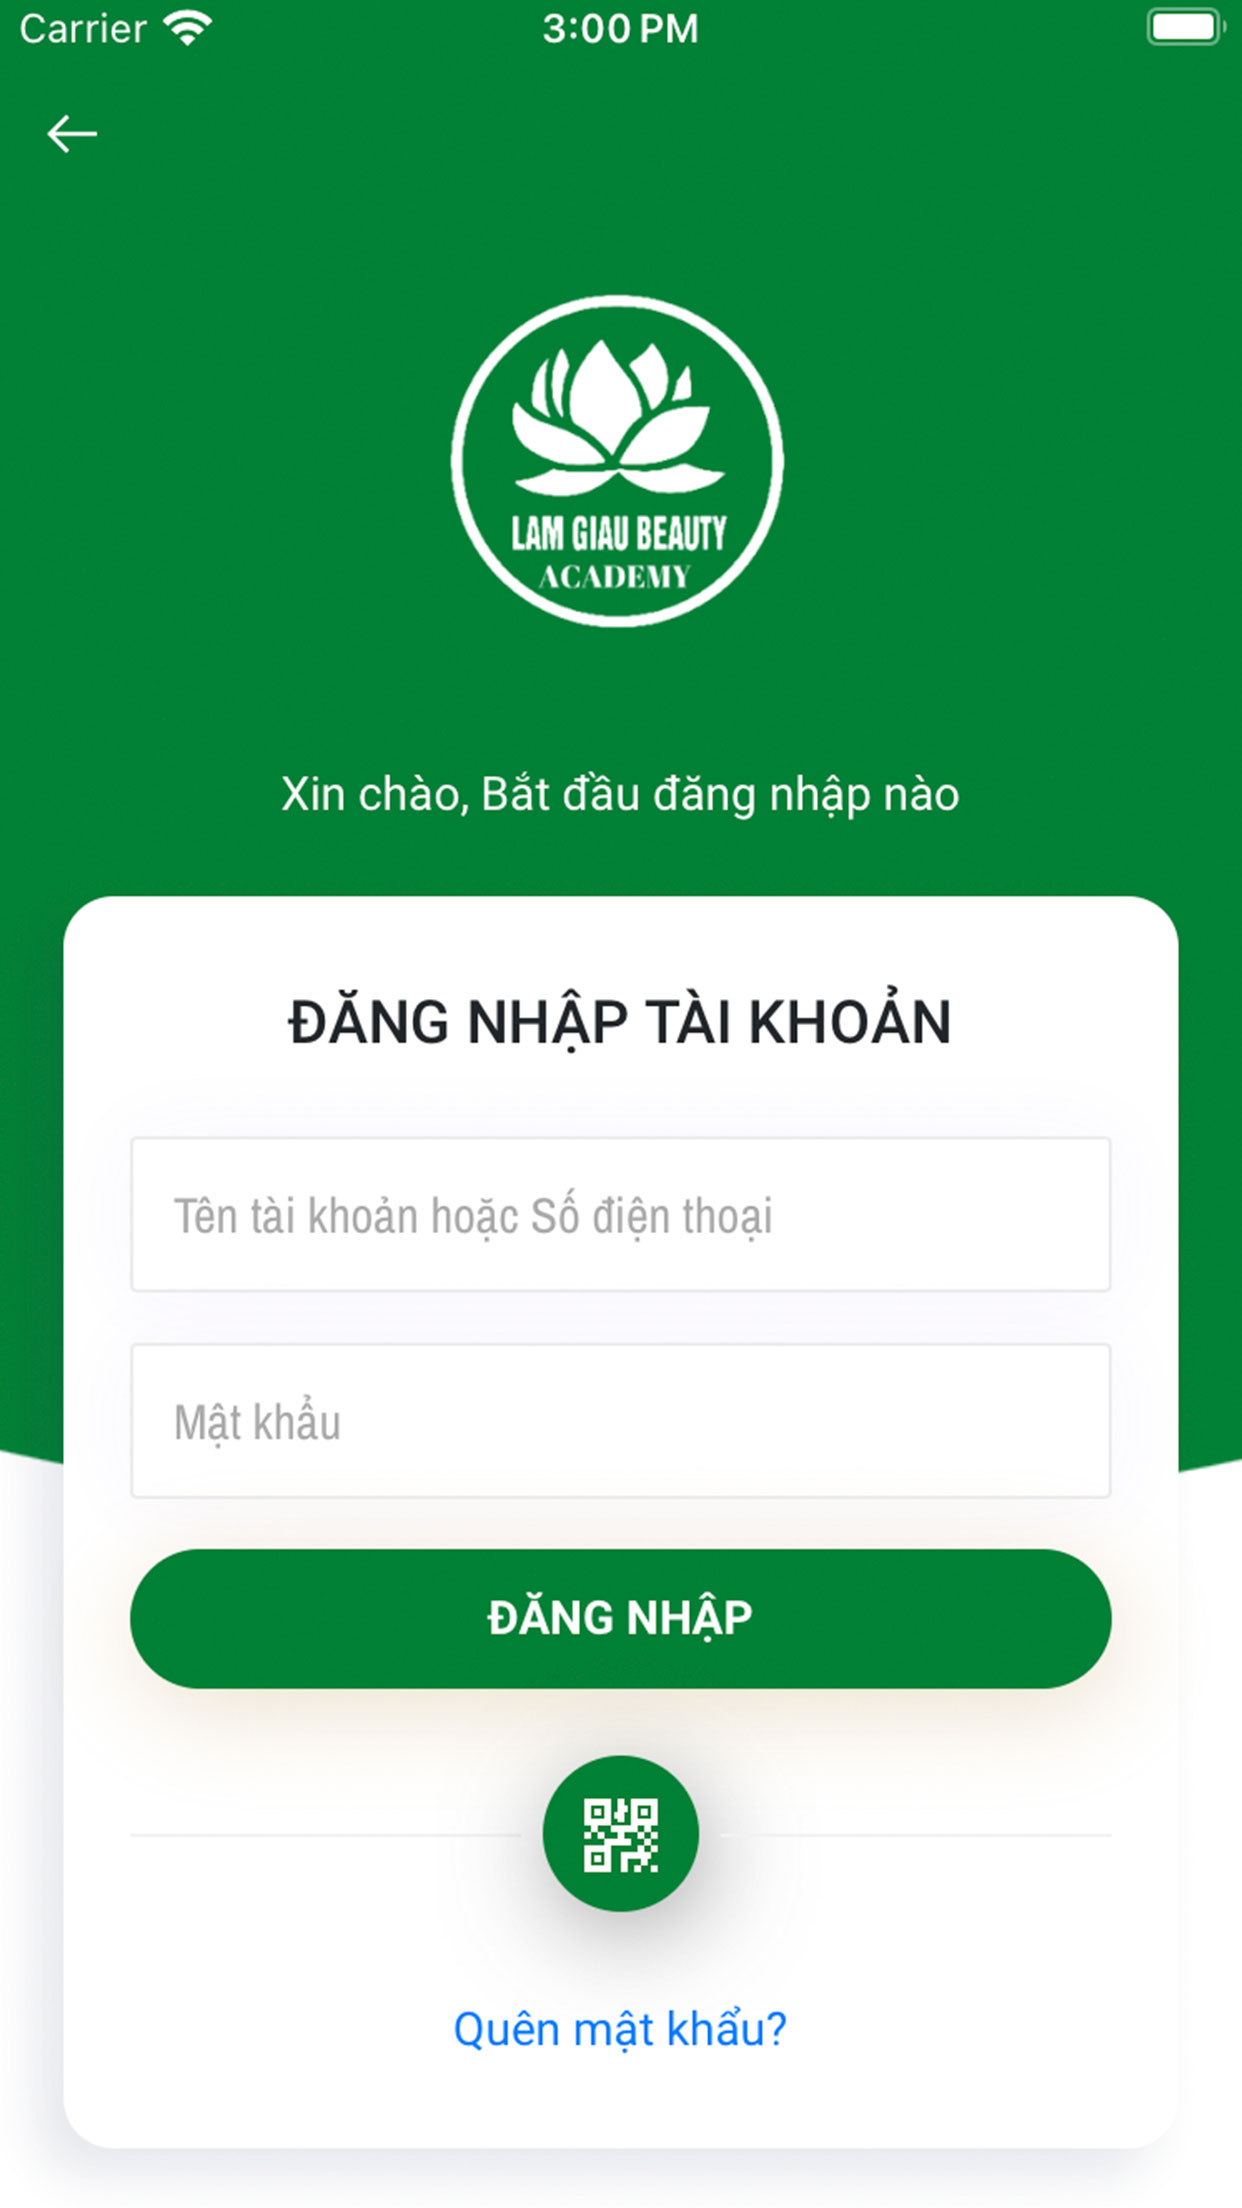 Carrier
3:00 PM
LAM GIAU BEAUTY
ACADEMY
Xin chào, Bắt đầu đăng nhập nào
ĐĂNG NHẬP TÀI KHOẢN
Tên tài khoản hoặc Số điện thoại
Mật khẩu
ĐĂNG NHẬP
Quên mật khẩu?